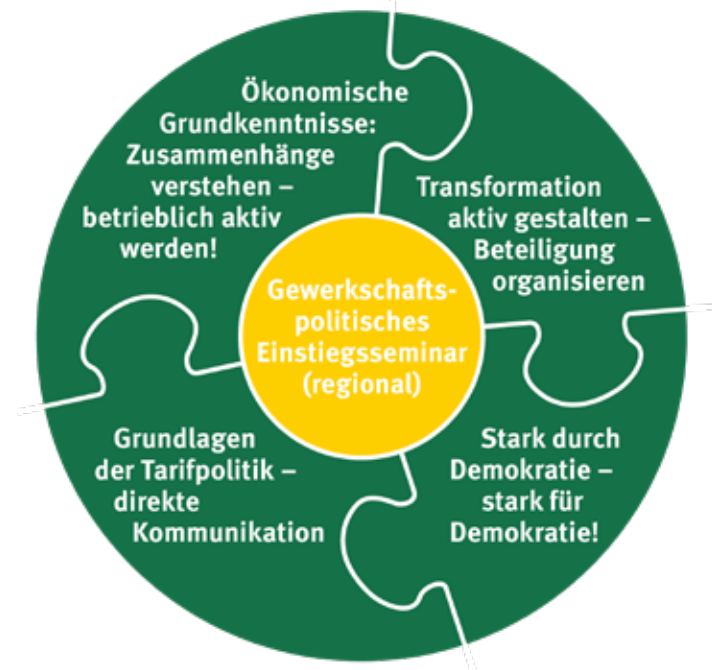 Ökonomische
Grundkenntnisse:
Zusammenhänge
verstehen –
betrieblich aktiv
werden!
Transformation
aktiv gestalten –
Beteiligung
organisieren
Gewerkschafts-
politisches
Einstiegsseminar
(regional)
Grundlagen
der Tarifpolitik –
direkte
Kommunikation
Stark durch
Demokratie –
stark für
Demokratie!